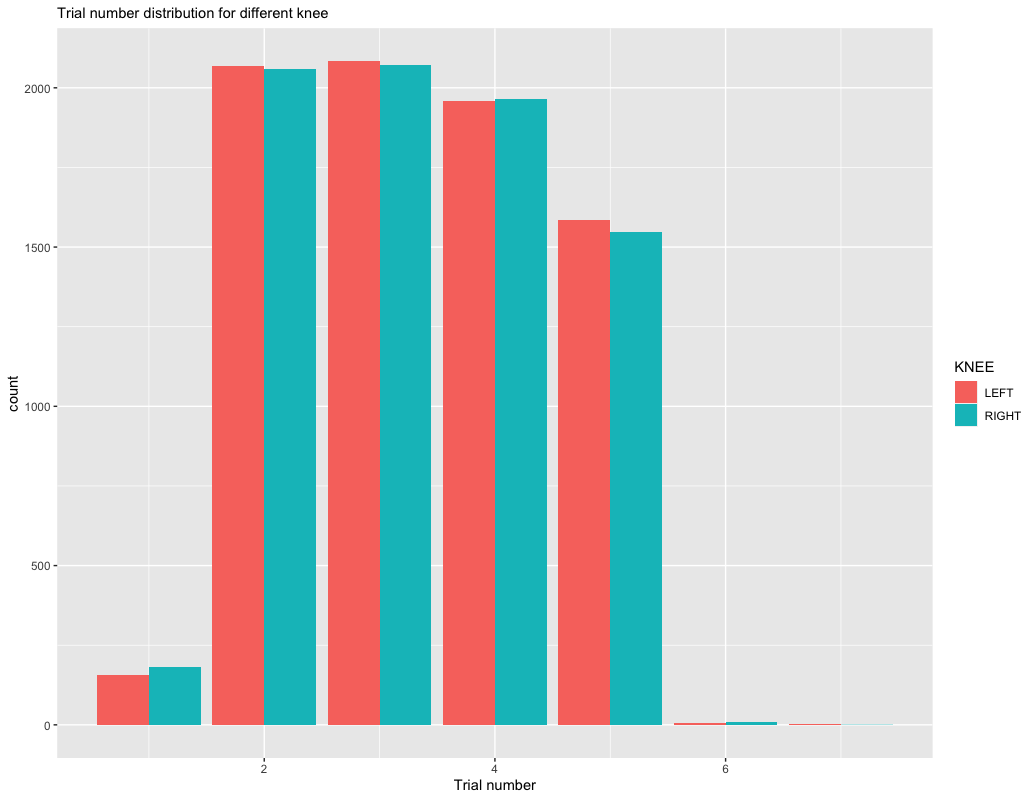 Trial number distribution for different knee
2000
1500
1000
500
0
count
2
4
6
Trial number
KNEE
LEFT
RIGHT